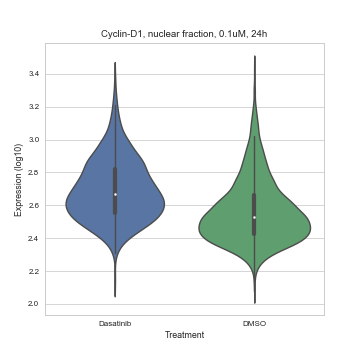 Cyclin-D1, nuclear fraction, 0.1uM, 24h
Expression (log10)
3.4
3.2
3.0
2.8
2.6
2.4
2.2
2.0
Dasatinib
DMSO
Treatment